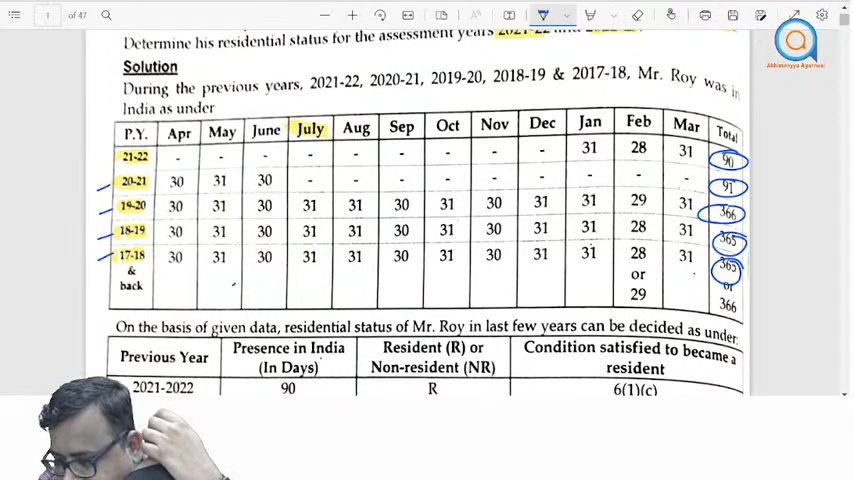 1 of 47
Determine his residential status for the assessment years 2021-22 and
Solution
During the previous years, 2021-22, 2020-21, 2019-20, 2018-19 & 2017-18, Mr. Roy was in
India as under
P.Y. Apr May June July Aug Sep Oct Nov Dec Jan Feb Mar Total
21-22 - - - - - - - - - 31 28 31 90
20-21 30 31 30 - - - - - - - - - 91
19-20 30 31 30 31 31 30 31 30 31 31 29 31 366
18-19 30 31 30 31 31 30 31 30 31 31 28 31 365
17-18 30 31 30 31 31 30 31 30 31 31 28 31 365
& or or
back 29 366
On the basis of given data, residential status of Mr. Roy in last few years can be decided as under:
Previous Year Presence in India Resident (R) or Condition satisfied to became a
(In Days) Non-resident (NR) resident
2021-2022 90 R 6(1)(c)
Abhimanyu Agarwal